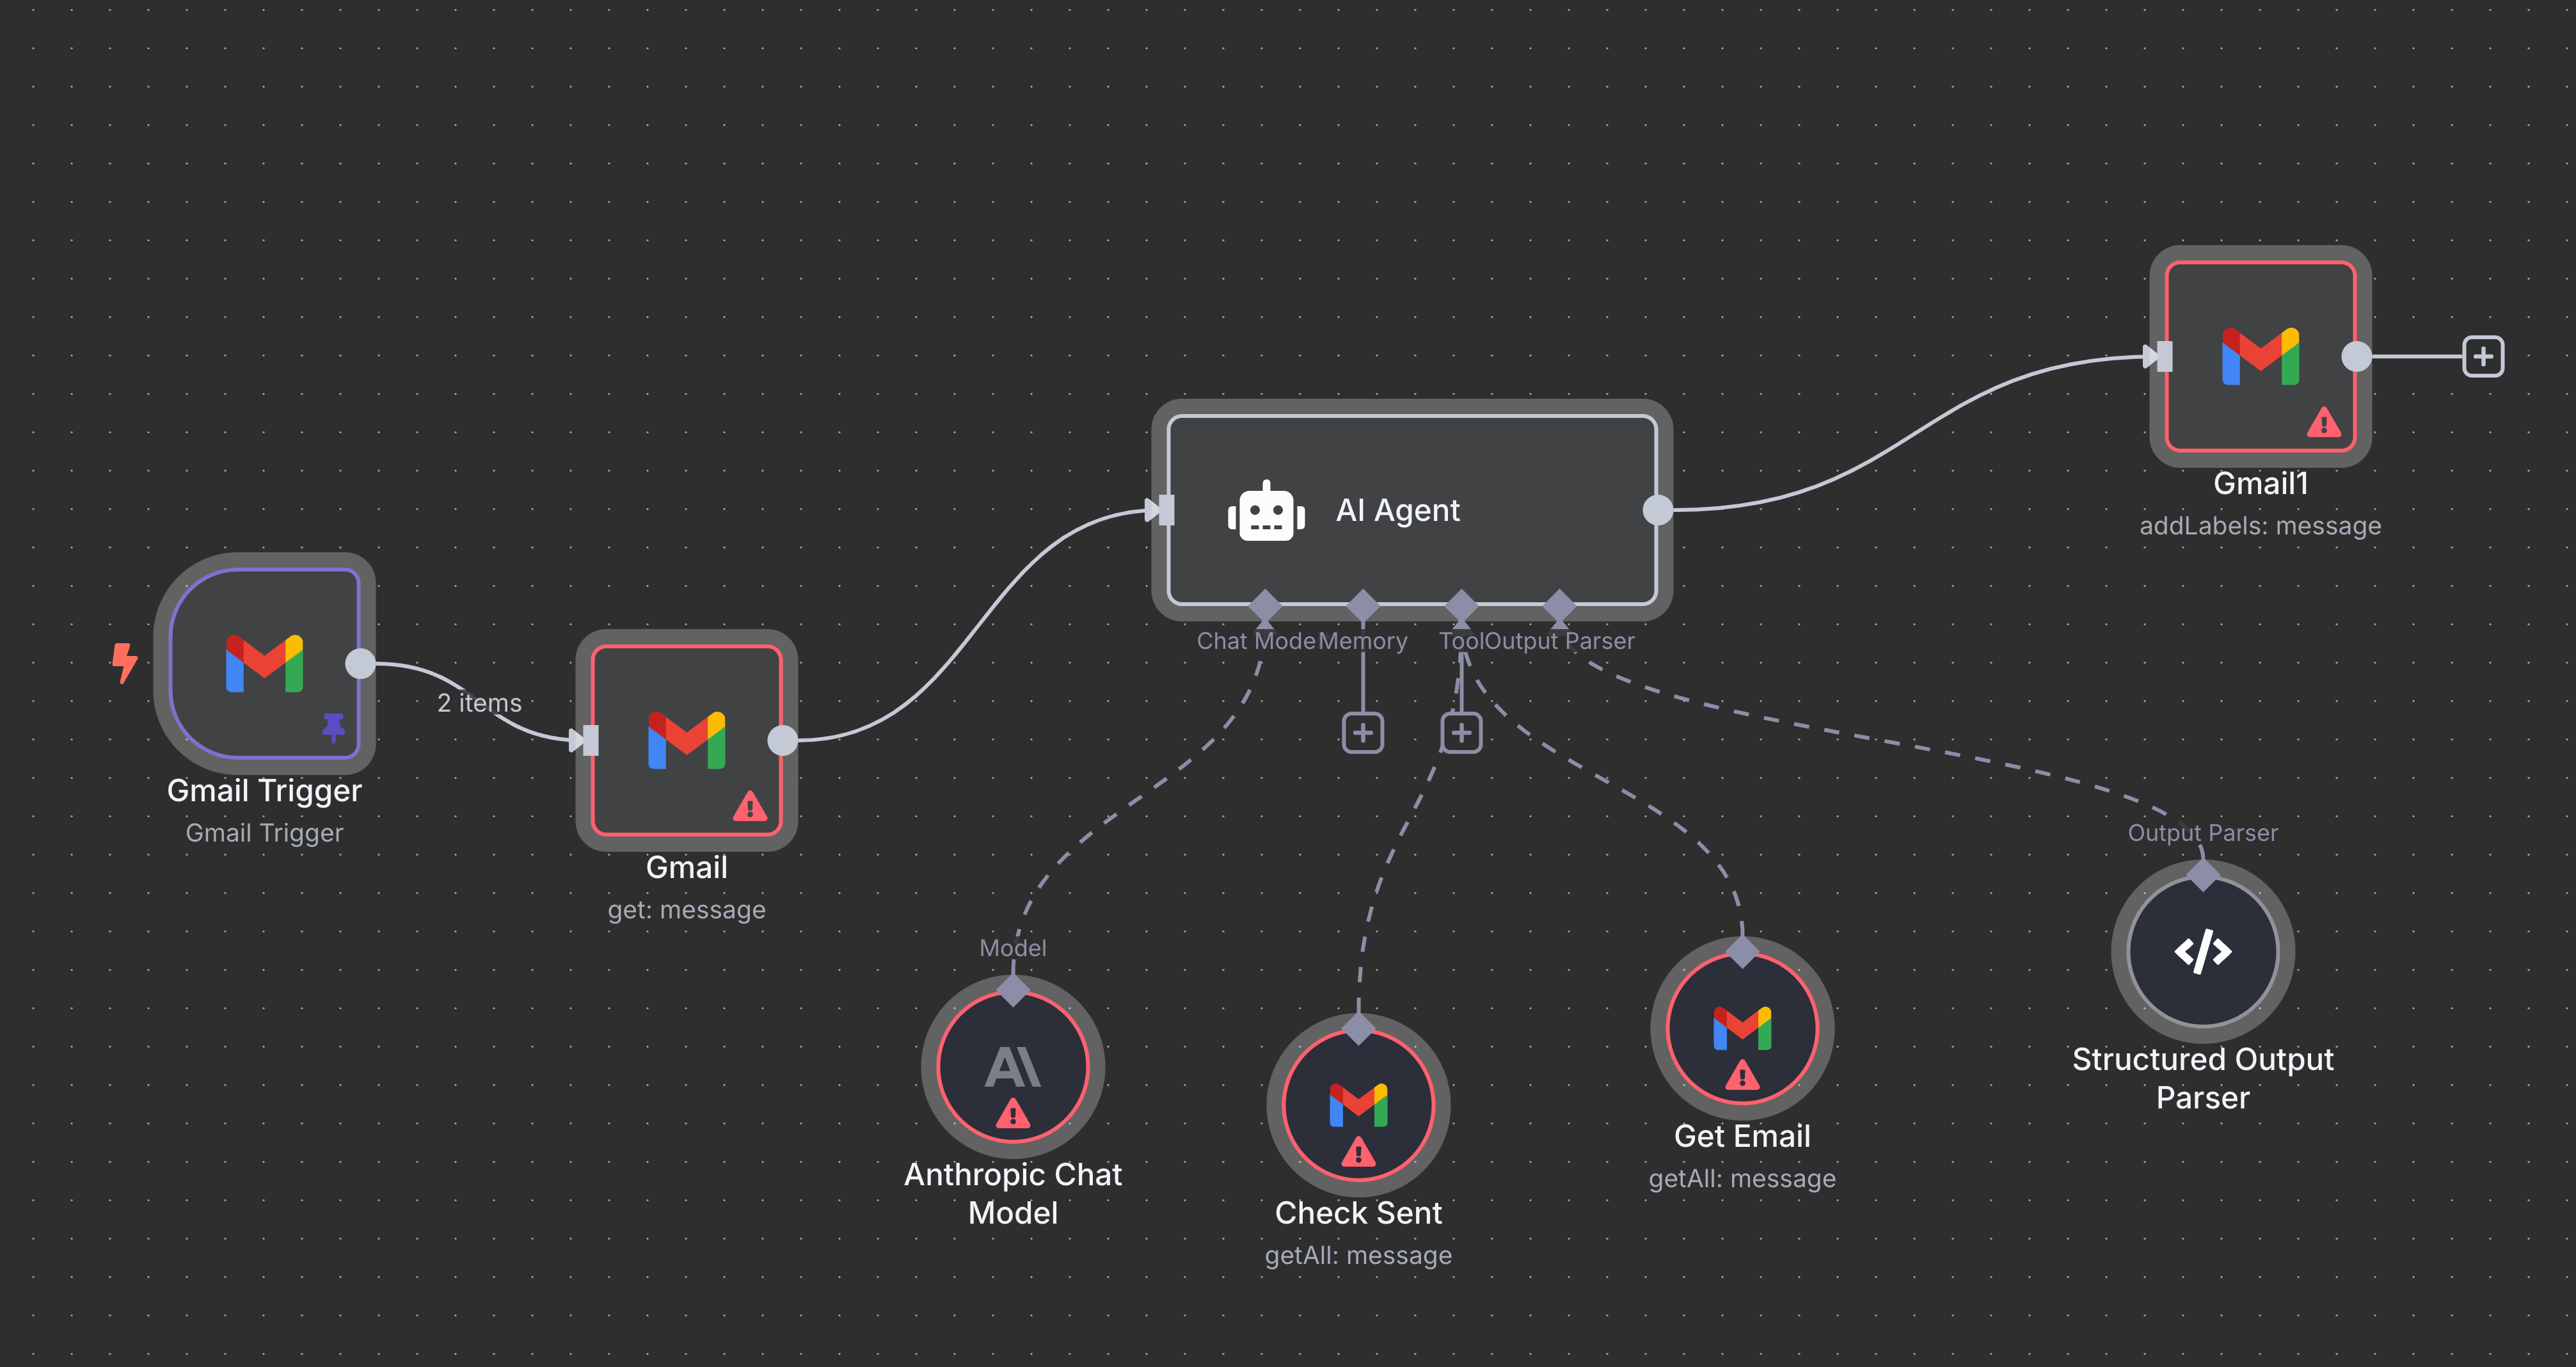 Gmail Trigger
Gmail Trigger
2 items
Gmail
get: message
AI Agent
Chat Mode
Memory
Tool
Output Parser
Gmail1
addLabels: message
Model
Anthropic Chat
Model
Check Sent
getAll: message
Get Email
getAll: message
Output Parser
Structured Output
Parser